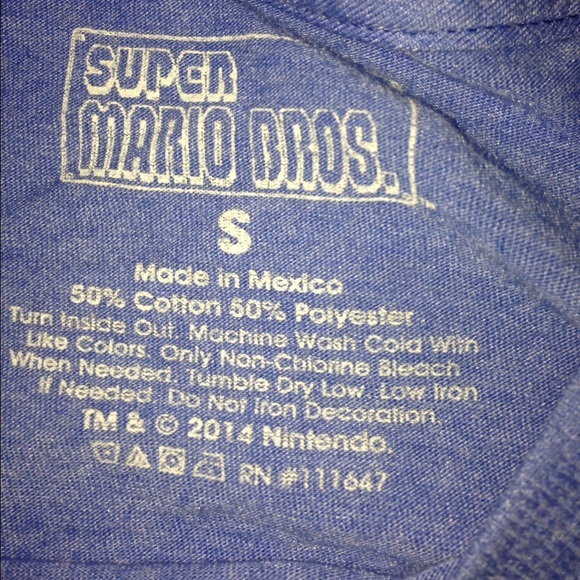 SUPER
MARIO BROS.
S
Made in Mexico
50% Cotton 50% Polyester
Turn Inside Out. Machine Wash Cold With
Like Colors. Only Non-Chlorine Bleach
When Needed. Tumble Dry Low. Low Iron
If Needed. Do Not Iron Decoration.
TM & © 2014 Nintendo.
RN #111647